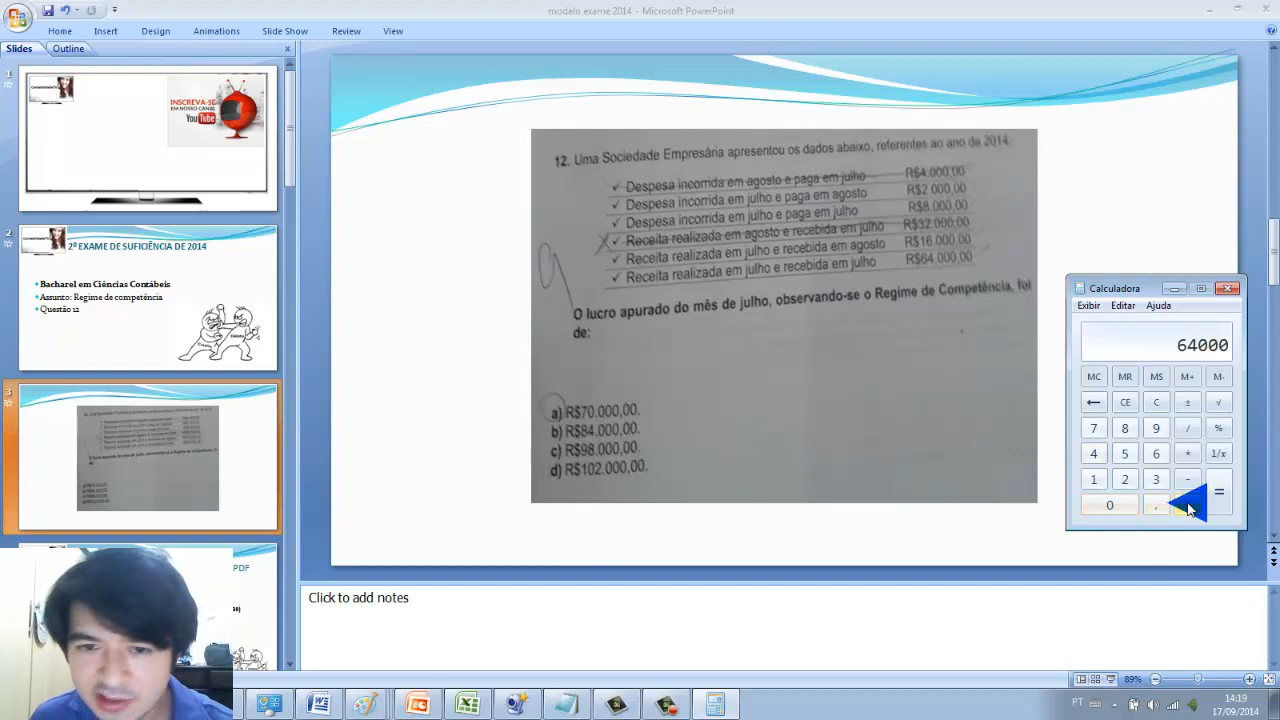 modelo exame 2014 - Microsoft PowerPoint
Home Insert Design Animations Slide Show Review View
Slides Outline
1
INSCREVA-SE
EM NOSSO CANAL
YouTube
2
2º EXAME DE SUFICIÊNCIA DE 2014
Bacharel em Ciências Contábeis
Assunto: Regime de competência
Questão 12
3
PDF
12. Uma Sociedade Empresária apresentou os dados abaixo, referentes ao ano de 2014.
✓ Despesa incorrida em agosto e paga em julho R$4.000,00
✓ Despesa incorrida em julho e paga em agosto R$2.000,00
✓ Despesa incorrida em julho e paga em julho R$8.000,00
✓ Receita realizada em agosto e recebida em julho R$32.000,00
✓ Receita realizada em julho e recebida em agosto R$16.000,00
✓ Receita realizada em julho e recebida em julho R$64.000,00
O lucro apurado do mês de julho, observando-se o Regime de Competência, foi
de:
a) R$70.000,00.
b) R$84.000,00.
c) R$98.000,00.
d) R$102.000,00.
Click to add notes
Calculadora
Exibir Editar Ajuda
64000
MC MR MS M+ M-
← CE C ± √
7 8 9 / %
4 5 6 * 1/x
1 2 3 - =
0 ,
89%
PT
14:19
17/09/2014